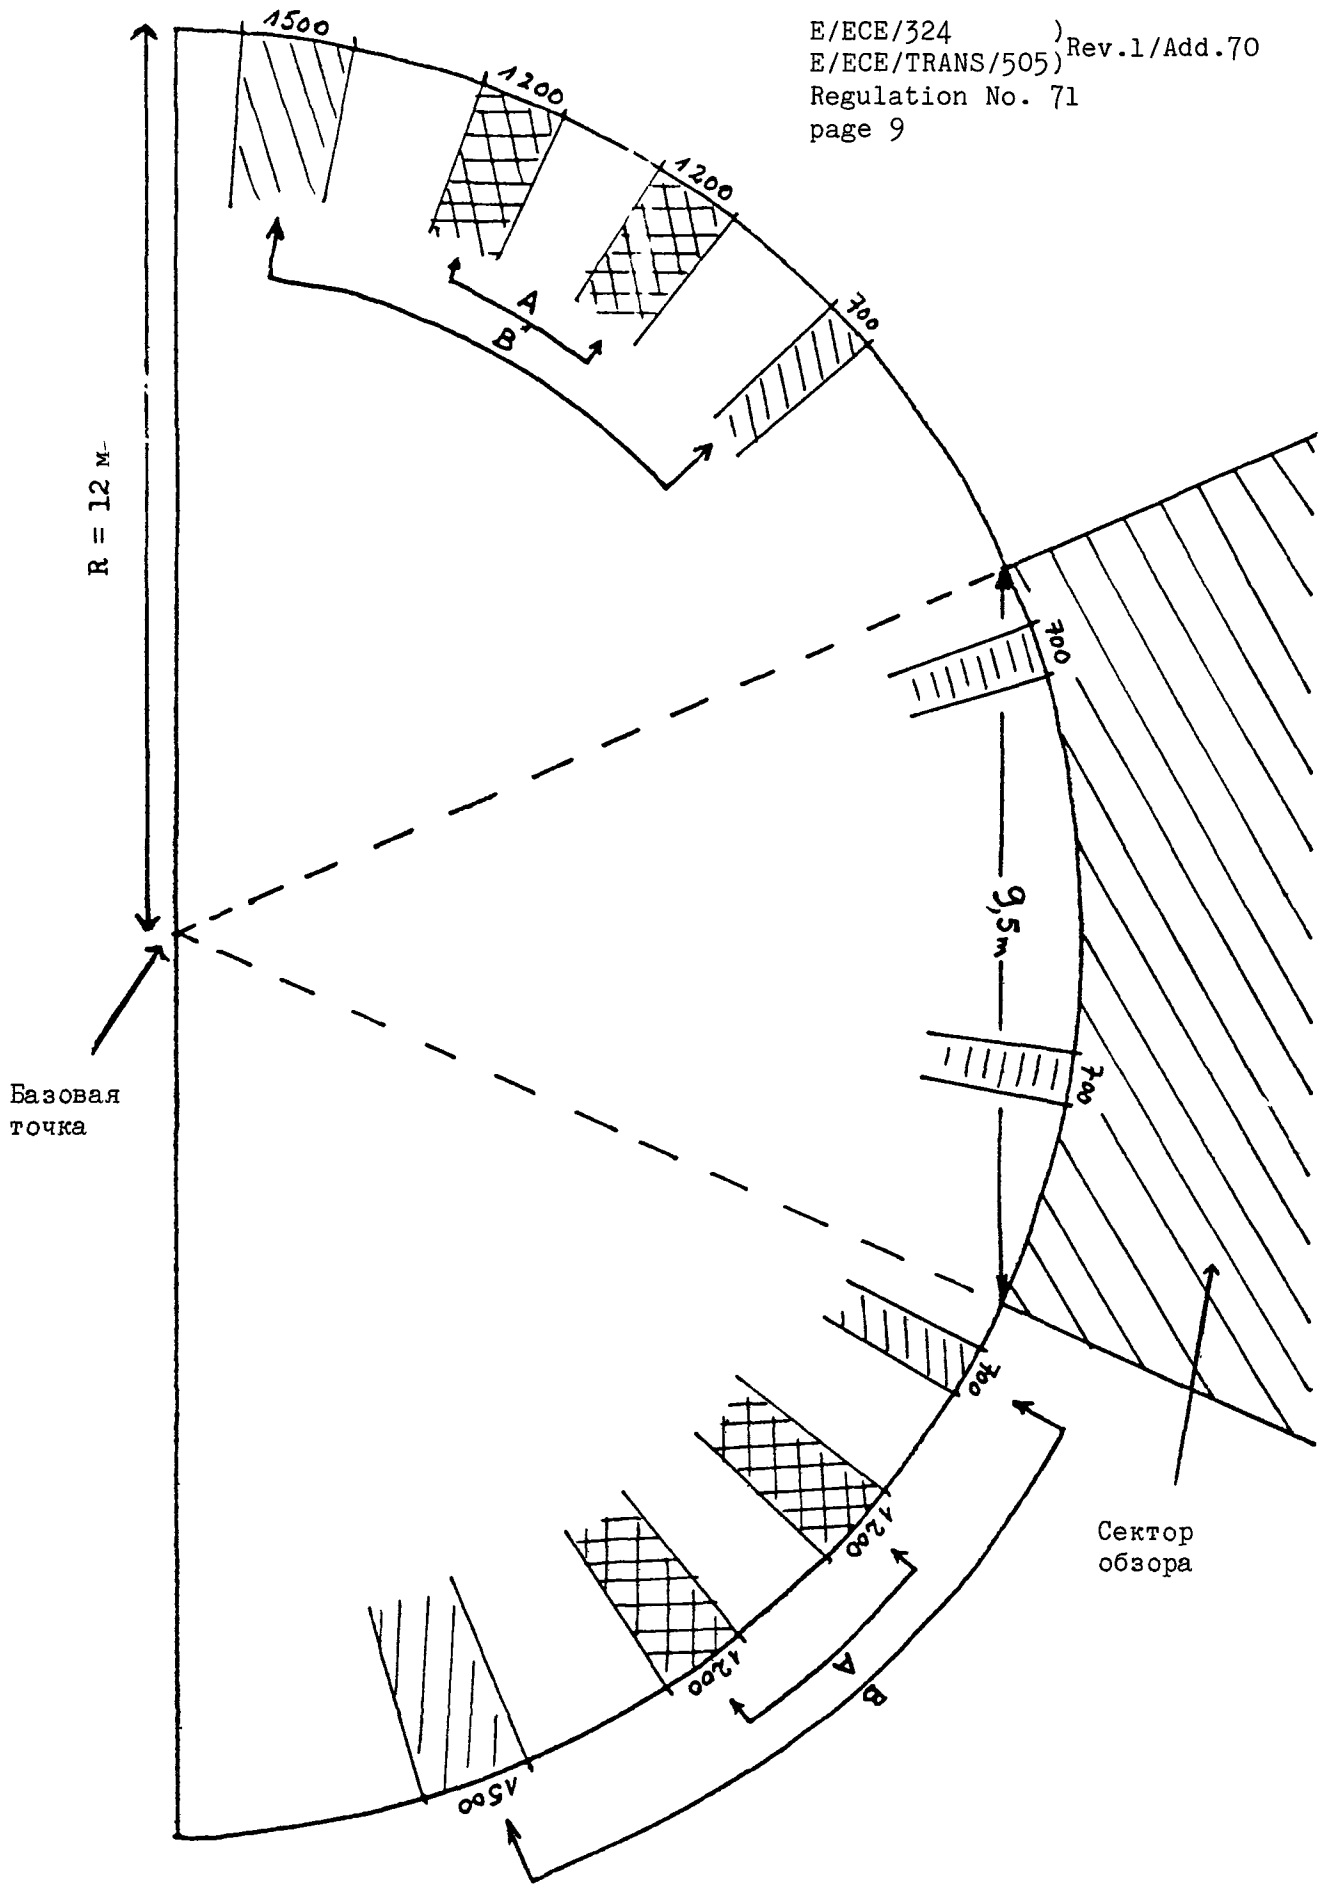 E/ECE/324 )
E/ECE/TRANS/505) Rev.1/Add.70
Regulation No. 71
page 9
1500
1200
1200
700
A
B
R = 12 м
700
9,5m
700
Базовая
точка
700
1200
1200
1500
A
B
Сектор
обзора